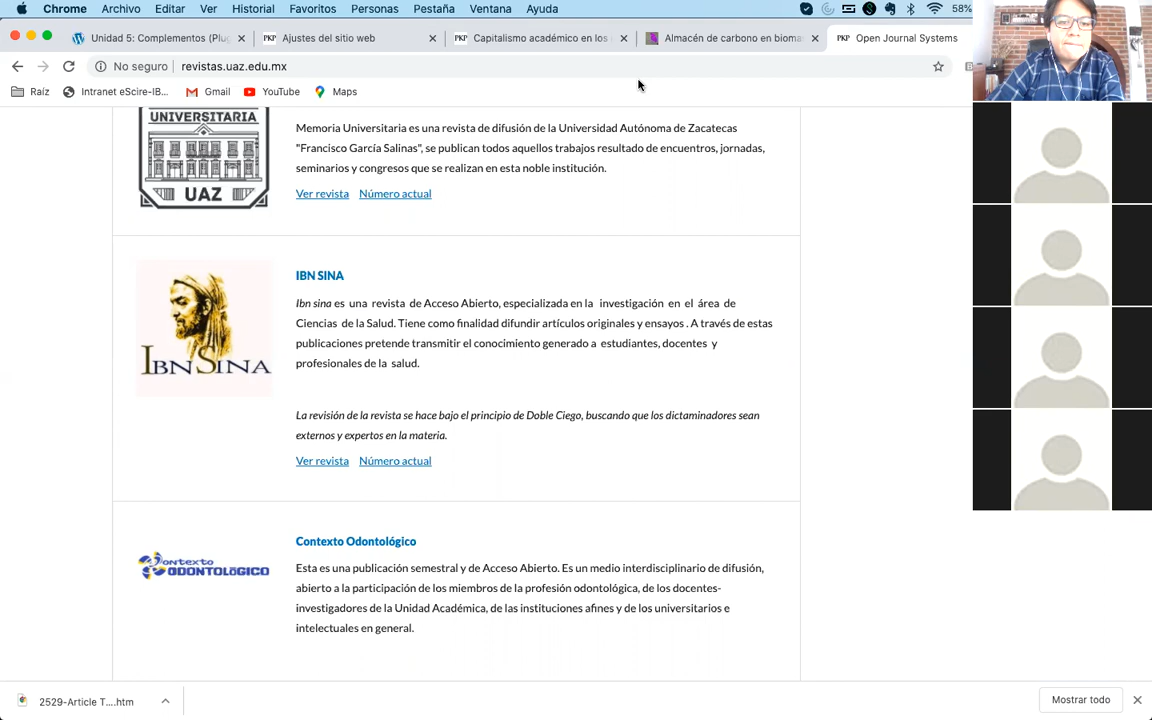 Chrome Archivo Editar Ver Historial Favoritos Personas Pestaña Ventana Ayuda 58%
Unidad 5: Complementos (Plug
Ajustes del sitio web
Capitalismo académico en los
Almacén de carbono en biomas
Open Journal Systems
No seguro revistas.uaz.edu.mx
Raíz Intranet eScire-IB... Gmail YouTube Maps
UNIVERSITARIA
UAZ
Memoria Universitaria es una revista de difusión de la Universidad Autónoma de Zacatecas
"Francisco García Salinas", se publican todos aquellos trabajos resultado de encuentros, jornadas,
seminarios y congresos que se realizan en esta noble institución.
Ver revista Número actual
IBN SINA
IBN SINA
Ibn sina es una revista de Acceso Abierto, especializada en la investigación en el área de
Ciencias de la Salud. Tiene como finalidad difundir artículos originales y ensayos . A través de estas
publicaciones pretende transmitir el conocimiento generado a estudiantes, docentes y
profesionales de la salud.
La revisión de la revista se hace bajo el principio de Doble Ciego, buscando que los dictaminadores sean
externos y expertos en la materia.
Ver revista Número actual
Contexto ODONTOLóGICO
Contexto Odontológico
Esta es una publicación semestral y de Acceso Abierto. Es un medio interdisciplinario de difusión,
abierto a la participación de los miembros de la profesión odontológica, de los docentes-
investigadores de la Unidad Académica, de las instituciones afines y de los universitarios e
intelectuales en general.
2529-Article T....htm
Mostrar todo